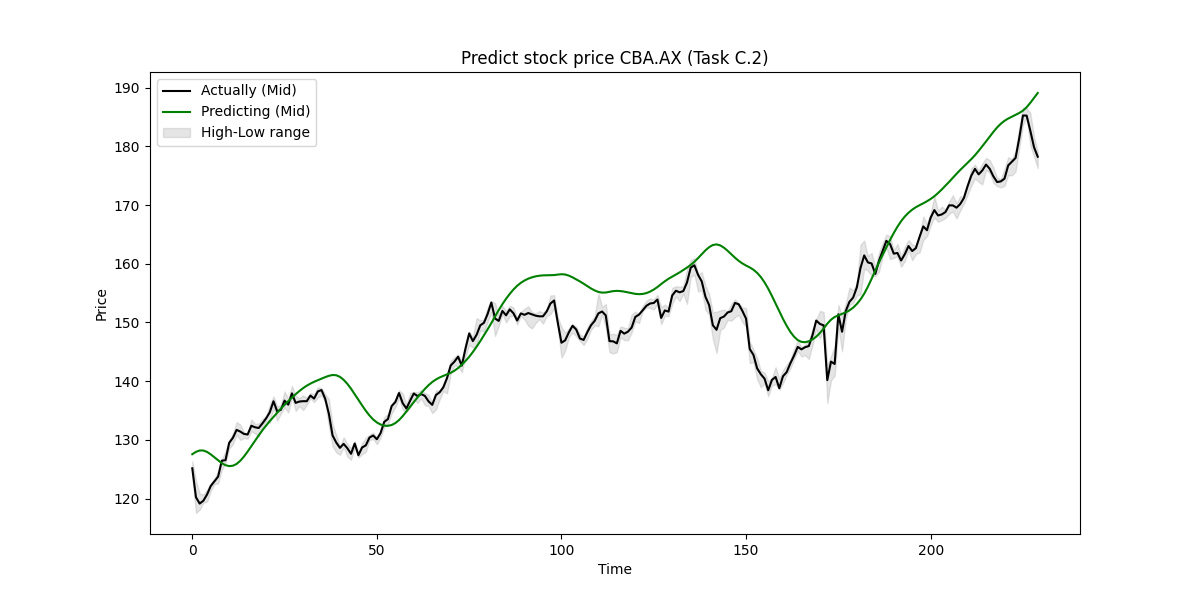 Predict stock price CBA.AX (Task C.2)
Actually (Mid)
Predicting (Mid)
High-Low range
190
180
170
160
150
140
130
120
Price
0 50 100 150 200
Time